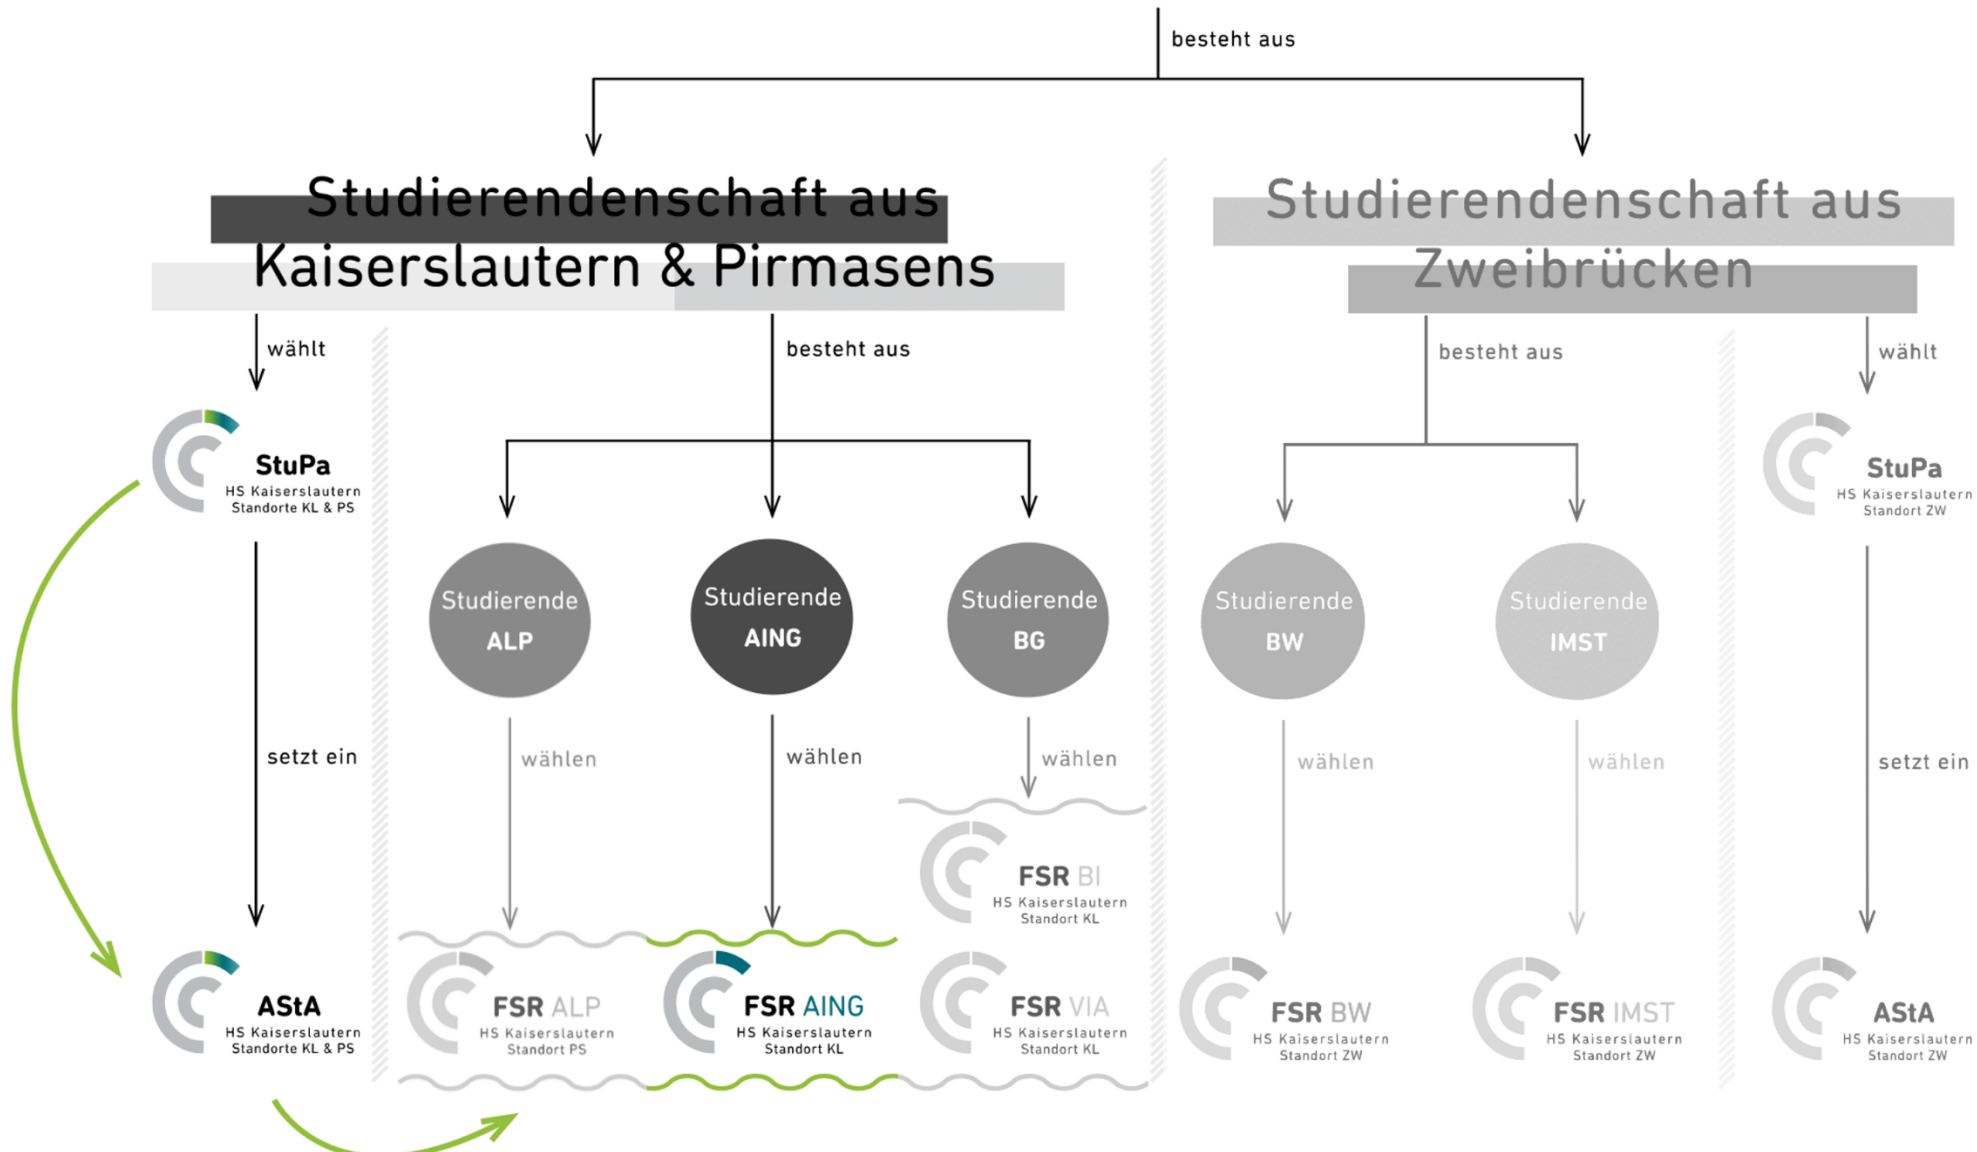 besteht aus
Studierendenschaft aus
Kaiserslautern & Pirmasens
Studierendenschaft aus
Zweibrücken
wählt
besteht aus
besteht aus
wählt
StuPa
HS Kaiserslautern
Standorte KL & PS
StuPa
HS Kaiserslautern
Standort ZW
Studierende
ALP
Studierende
AING
Studierende
BG
Studierende
BW
Studierende
IMST
setzt ein
wählen
wählen
wählen
wählen
wählen
setzt ein
FSR BI
HS Kaiserslautern
Standort KL
AStA
HS Kaiserslautern
Standorte KL & PS
FSR ALP
HS Kaiserslautern
Standort PS
FSR AING
HS Kaiserslautern
Standort KL
FSR VIA
HS Kaiserslautern
Standort KL
FSR BW
HS Kaiserslautern
Standort ZW
FSR IMST
HS Kaiserslautern
Standort ZW
AStA
HS Kaiserslautern
Standort ZW